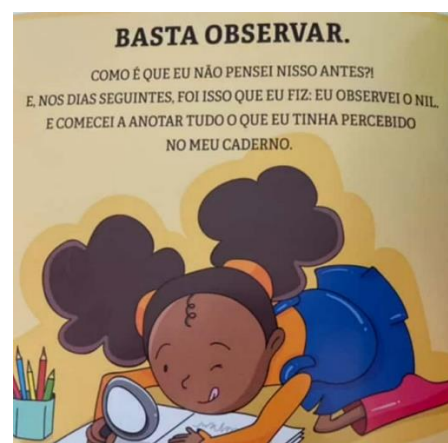 BASTA OBSERVAR.
COMO É QUE EU NÃO PENSEI NISSO ANTES?!
E, NOS DIAS SEGUINTES, FOI ISSO QUE EU FIZ: EU OBSERVEI O NIL.
E COMECEI A ANOTAR TUDO O QUE EU TINHA PERCEBIDO
NO MEU CADERNO.